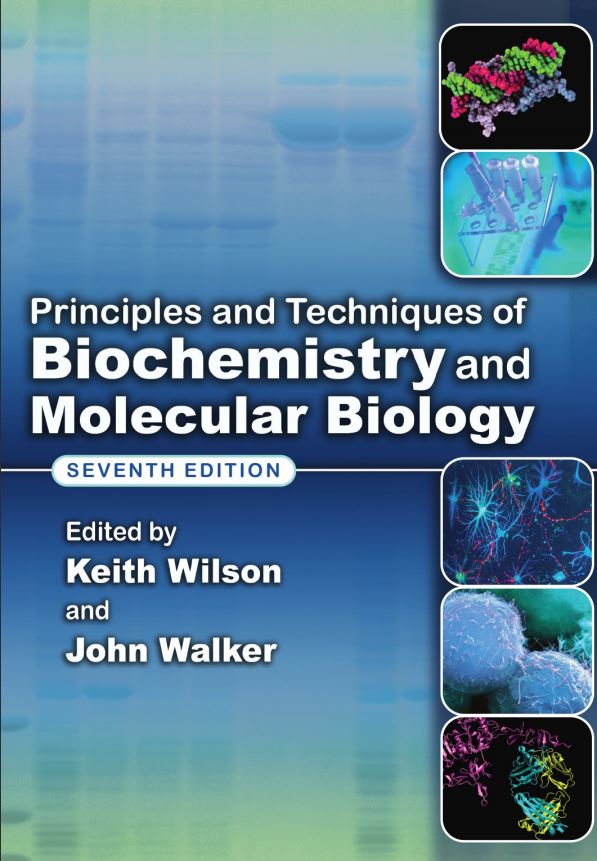 Principles and Techniques of
Biochemistry and
Molecular Biology
SEVENTH EDITION
Edited by
Keith Wilson
and
John Walker